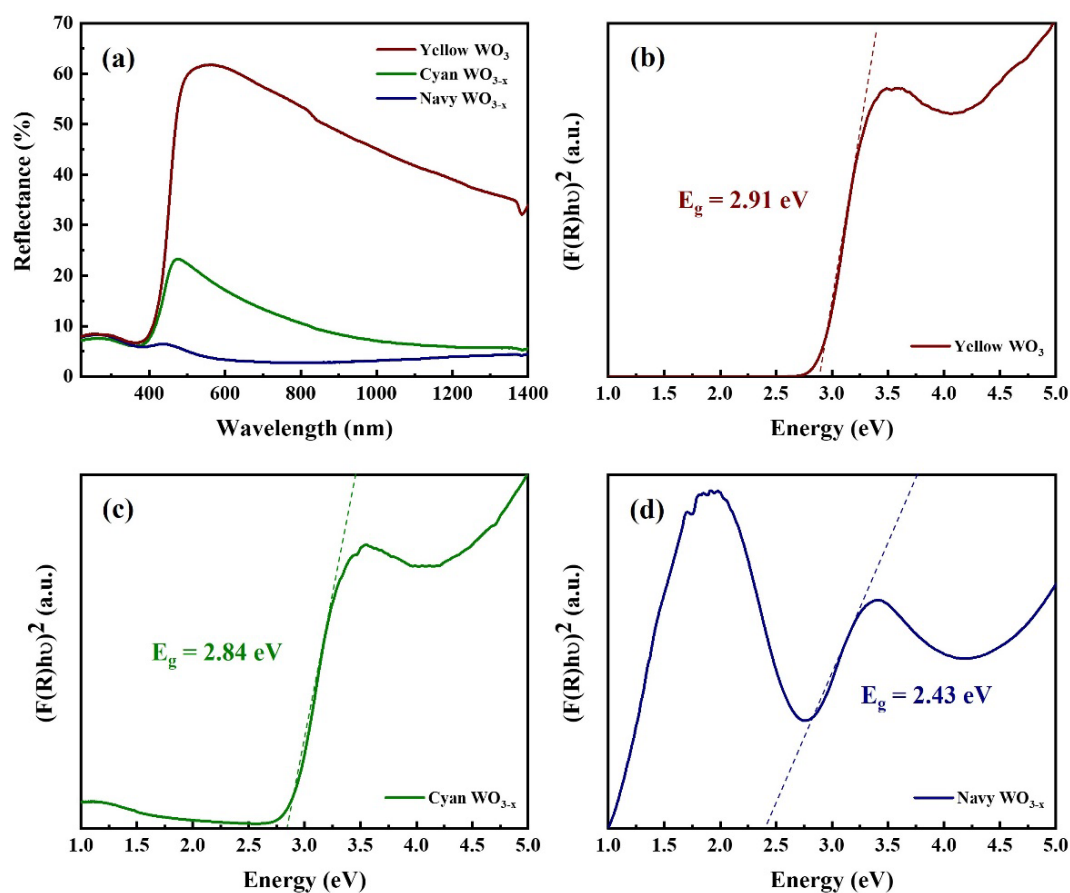 (a)
Yellow WO₃
Cyan WO₃₋ₓ
Navy WO₃₋ₓ
Reflectance (%)
70
60
50
40
30
20
10
0
400 600 800 1000 1200 1400
Wavelength (nm)
(b)
(F(R)hυ)² (a.u.)
E_g = 2.91 eV
Yellow WO₃
1.0 1.5 2.0 2.5 3.0 3.5 4.0 4.5 5.0
Energy (eV)
(c)
(F(R)hυ)² (a.u.)
E_g = 2.84 eV
Cyan WO₃₋ₓ
1.0 1.5 2.0 2.5 3.0 3.5 4.0 4.5 5.0
Energy (eV)
(d)
(F(R)hυ)² (a.u.)
E_g = 2.43 eV
Navy WO₃₋ₓ
1.0 1.5 2.0 2.5 3.0 3.5 4.0 4.5 5.0
Energy (eV)